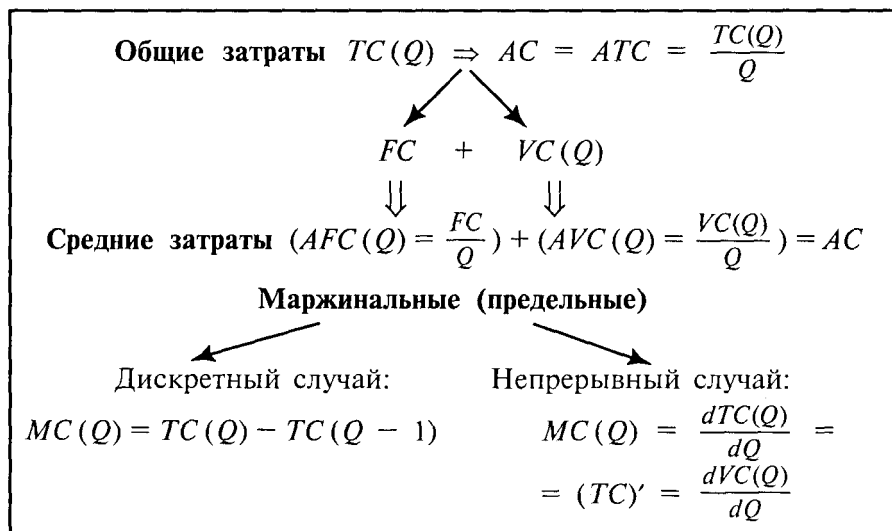 Общие затраты TC(Q) ⇒ AC = ATC = TC(Q)/Q
FC + VC(Q)
⇓ ⇓
Средние затраты (AFC(Q) = FC/Q) + (AVC(Q) = VC(Q)/Q) = AC
Маржинальные (предельные)
Дискретный случай: Непрерывный случай:
MC(Q) = TC(Q) − TC(Q − 1) MC(Q) = dTC(Q)/dQ =
= (TC)′ = dVC(Q)/dQ